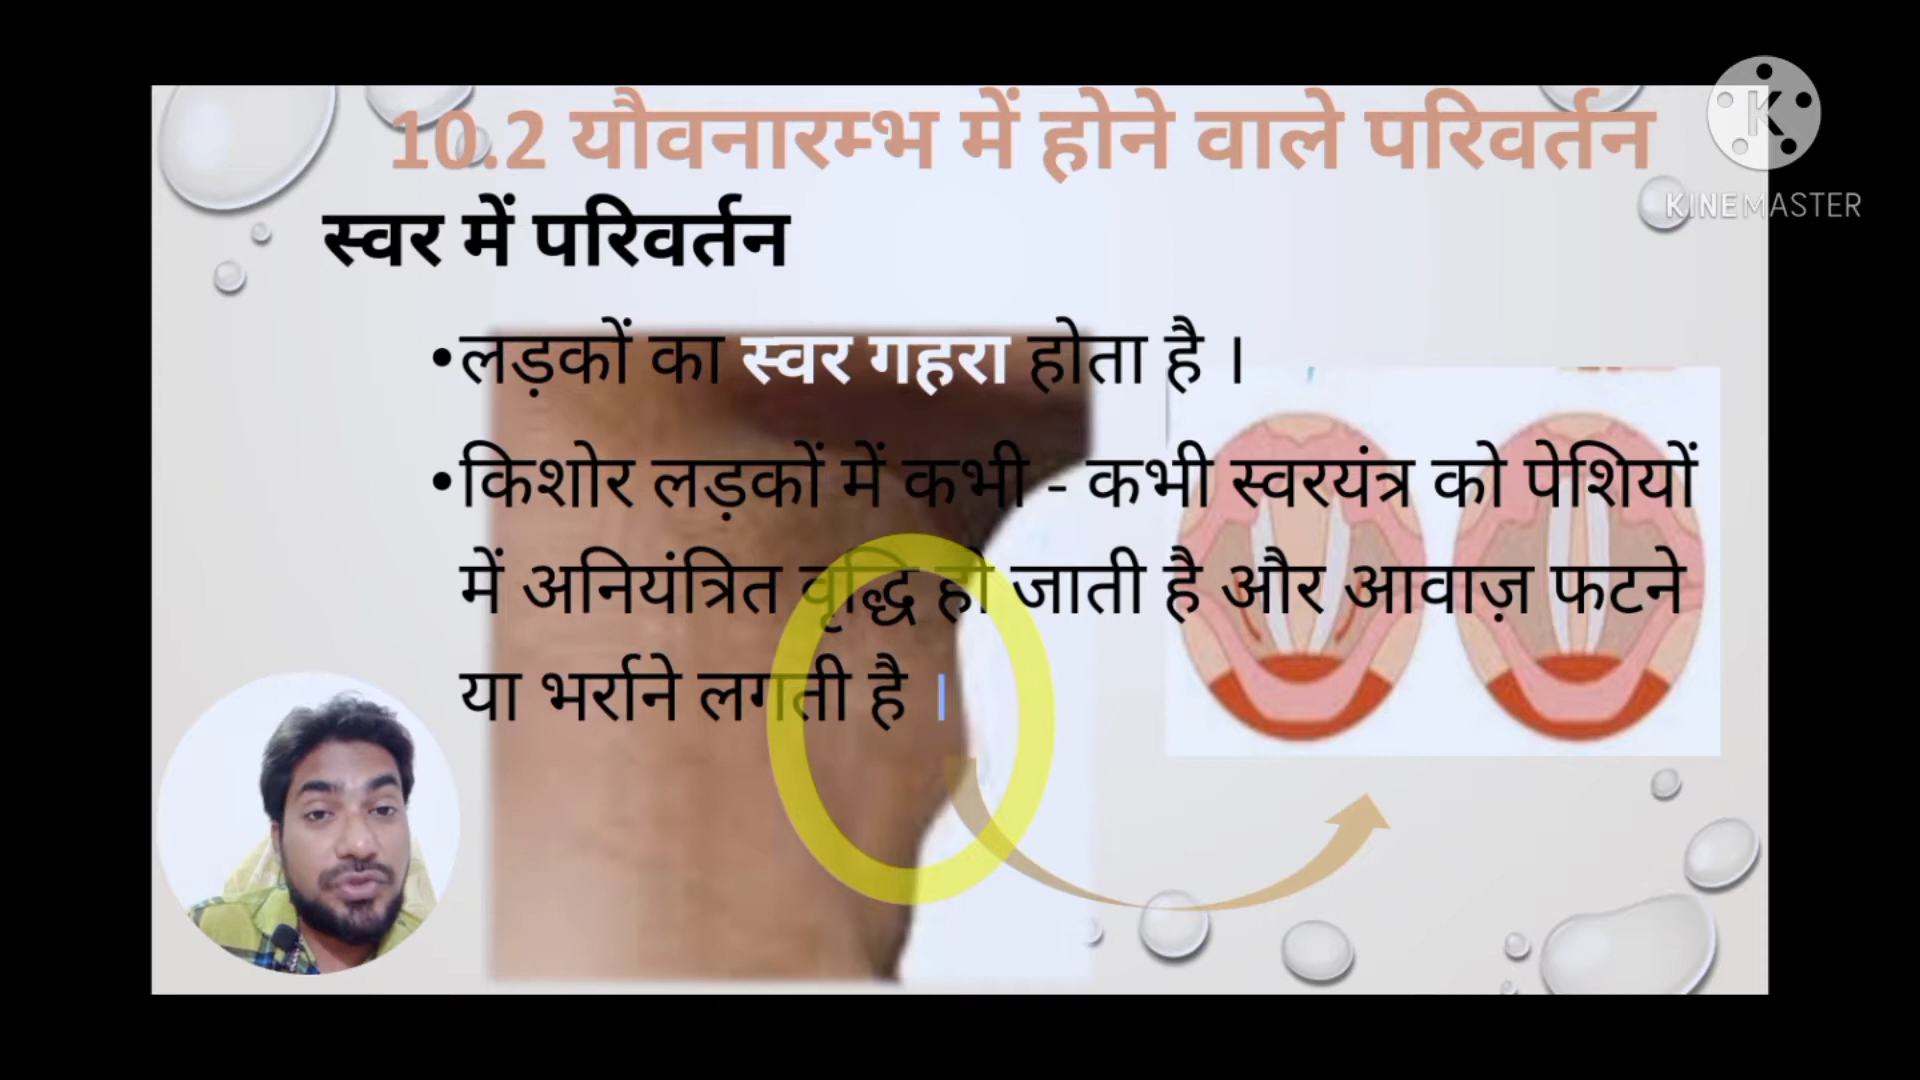 10.2 यौवनारम्भ में होने वाले परिवर्तन
K
KINEMASTER
स्वर में परिवर्तन
•लड़कों का स्वर गहरा होता है ।
•किशोर लड़कों में कभी - कभी स्वरयंत्र को पेशियों
में अनियंत्रित वृद्धि हो जाती है और आवाज़ फटने
या भर्राने लगती है ।